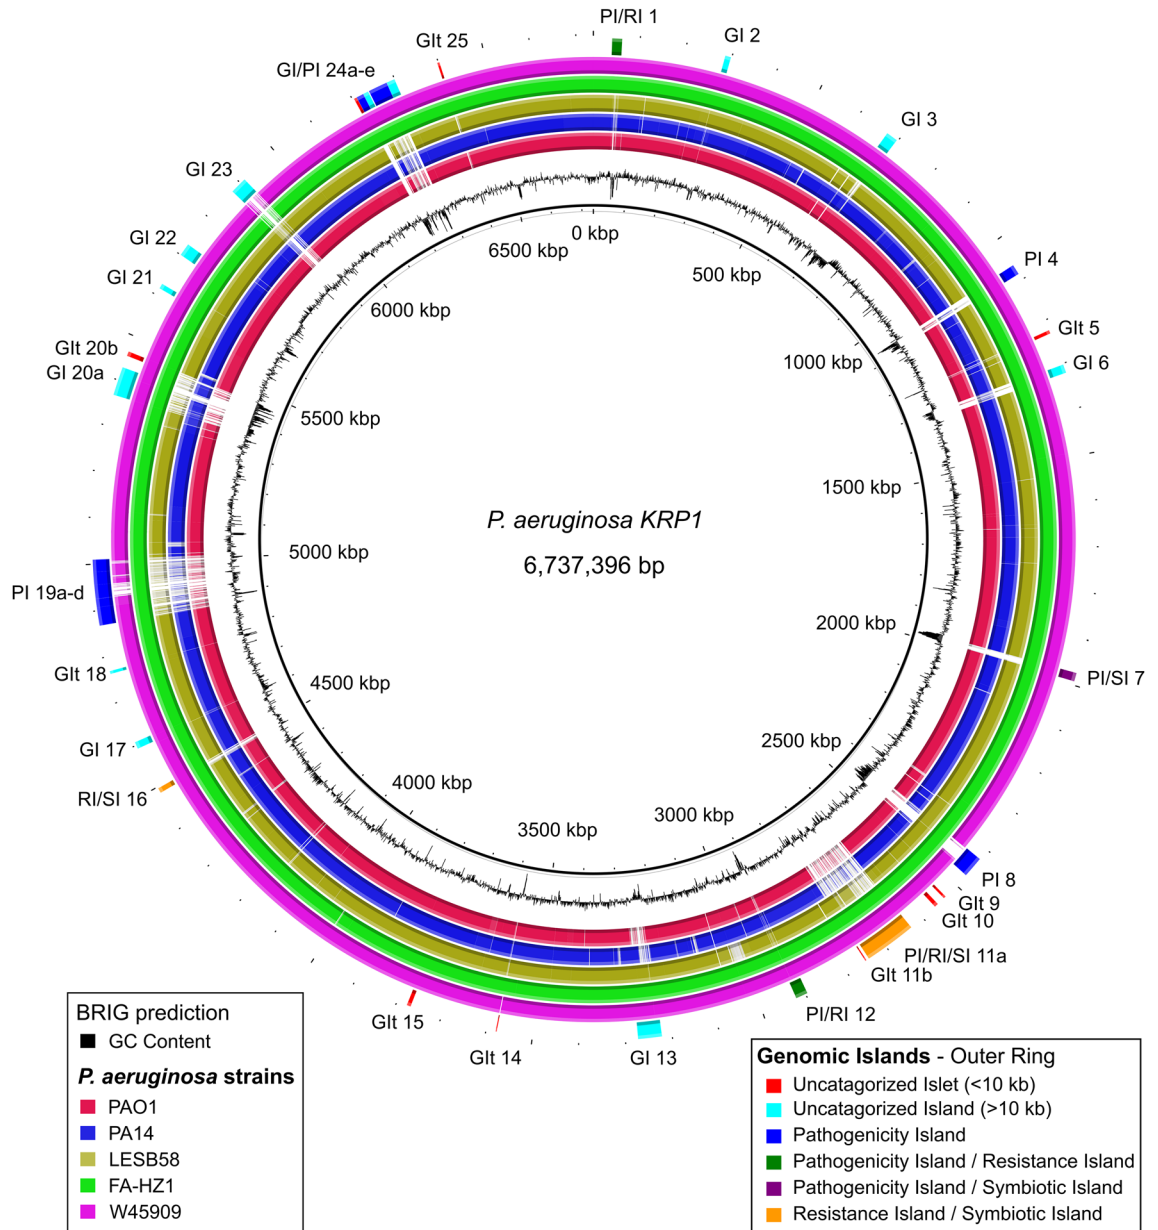 PI/RI 1
GI 2
GI 3
PI 4
GIt 5
GI 6
PI/SI 7
PI 8
GIt 9
GIt 10
PI/RI/SI 11a
GIt 11b
PI/RI 12
GI 13
GIt 14
GIt 15
RI/SI 16
GI 17
GIt 18
PI 19a-d
GI 20a
GIt 20b
GI 21
GI 22
GI 23
GI/PI 24a-e
GIt 25
0 kbp
500 kbp
1000 kbp
1500 kbp
2000 kbp
2500 kbp
3000 kbp
3500 kbp
4000 kbp
4500 kbp
5000 kbp
5500 kbp
6000 kbp
6500 kbp
P. aeruginosa KRP1
6,737,396 bp
BRIG prediction
GC Content
P. aeruginosa strains
PAO1
PA14
LESB58
FA-HZ1
W45909
Genomic Islands - Outer Ring
Uncatagorized Islet (<10 kb)
Uncatagorized Island (>10 kb)
Pathogenicity Island
Pathogenicity Island / Resistance Island
Pathogenicity Island / Symbiotic Island
Resistance Island / Symbiotic Island